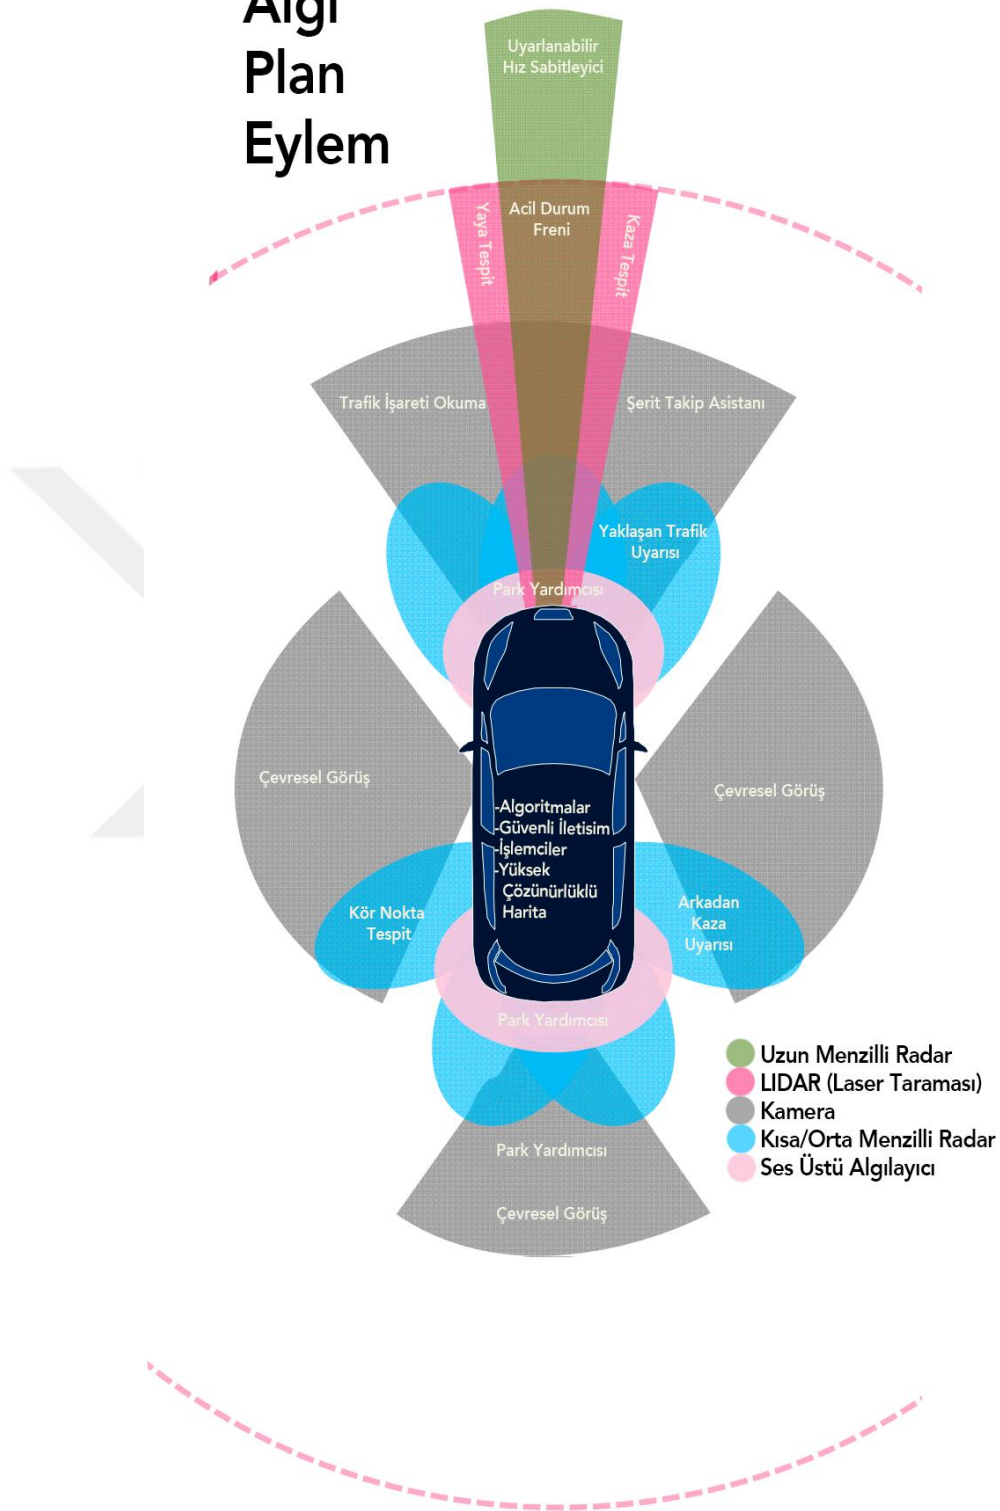 Algı
Plan
Eylem
Uyarlanabilir
Hız Sabitleyici
Yaya Tespit
Acil Durum
Freni
Kaza Tespit
Trafik İşareti Okuma
Şerit Takip Asistanı
Yaklaşan Trafik
Uyarısı
Park Yardımcısı
Çevresel Görüş
Çevresel Görüş
-Algoritmalar
-Güvenli İletisim
-İşlemciler
-Yüksek
Çözünürlüklü
Harita
Kör Nokta
Tespit
Arkadan
Kaza
Uyarısı
Park Yardımcısı
Park Yardımcısı
Çevresel Görüş
Uzun Menzilli Radar
LIDAR (Laser Taraması)
Kamera
Kısa/Orta Menzilli Radar
Ses Üstü Algılayıcı